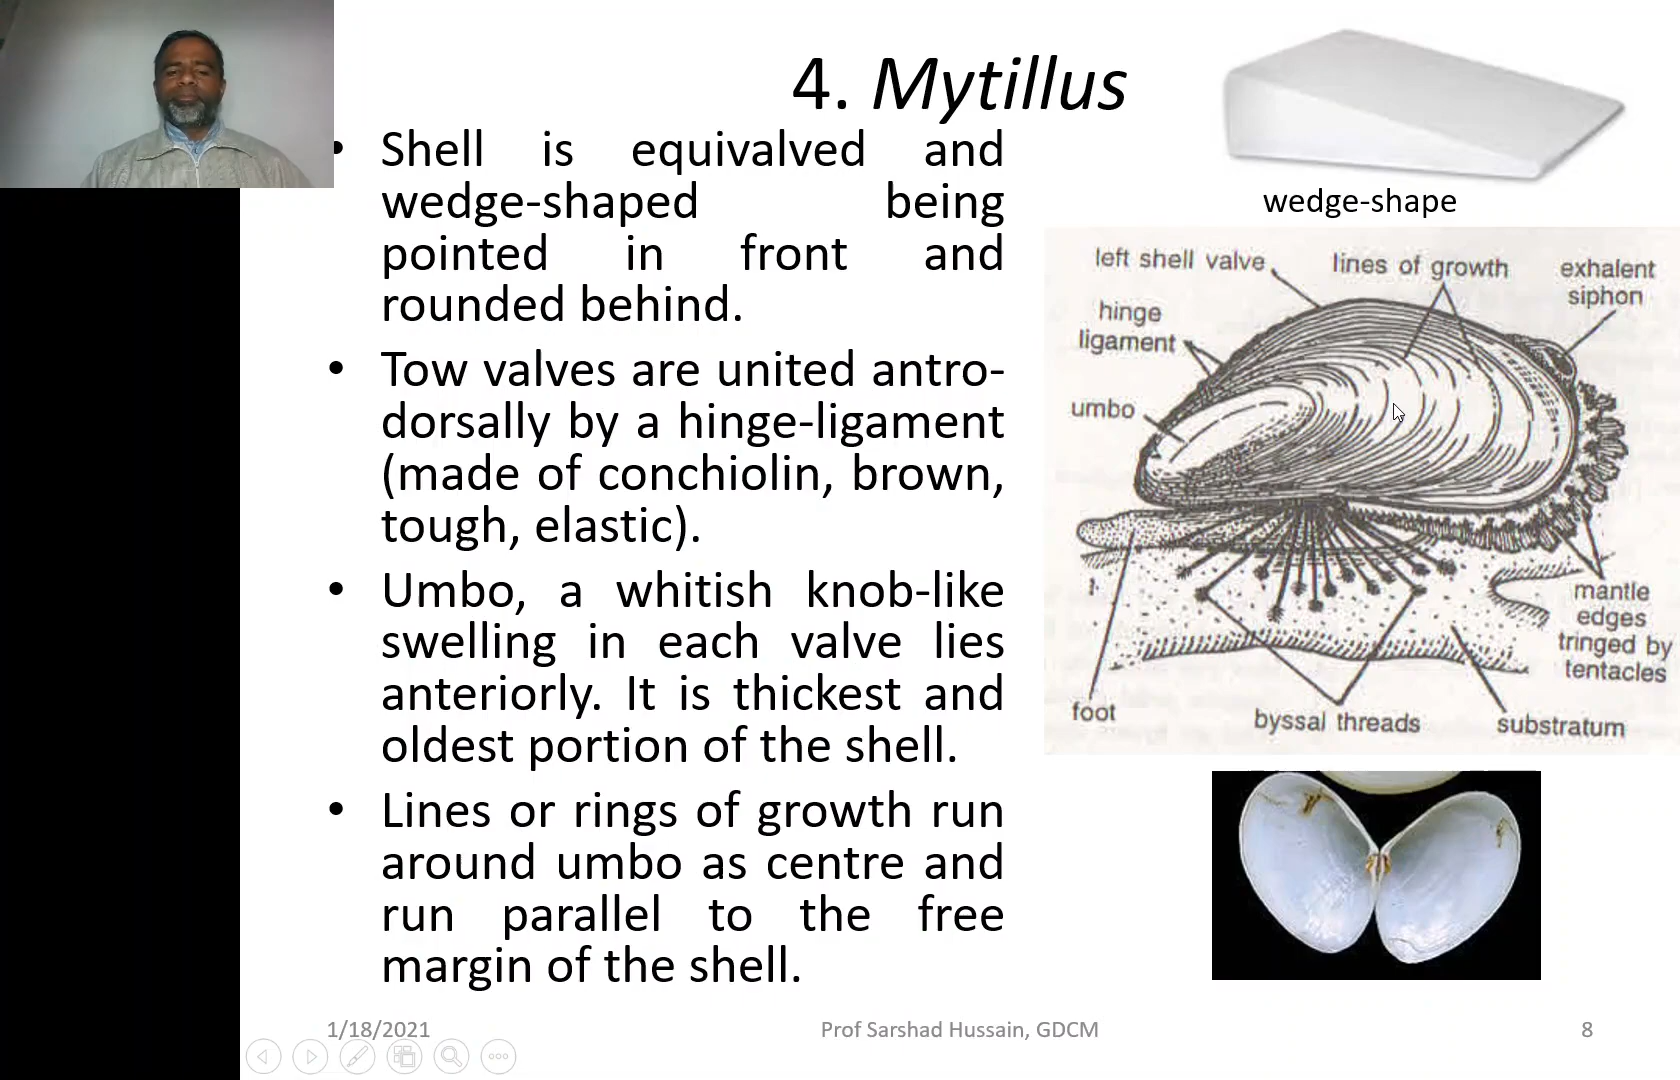 4. Mytillus
• Shell is equivalved and
wedge-shaped being
pointed in front and
rounded behind.
• Tow valves are united antro-
dorsally by a hinge-ligament
(made of conchiolin, brown,
tough, elastic).
• Umbo, a whitish knob-like
swelling in each valve lies
anteriorly. It is thickest and
oldest portion of the shell.
• Lines or rings of growth run
around umbo as centre and
run parallel to the free
margin of the shell.
wedge-shape
left shell valve
lines of growth
exhalent
siphon
hinge
ligament
umbo
mantle
edges
tringed by
tentacles
foot
byssal threads
substratum
1/18/2021
Prof Sarshad Hussain, GDCM
8